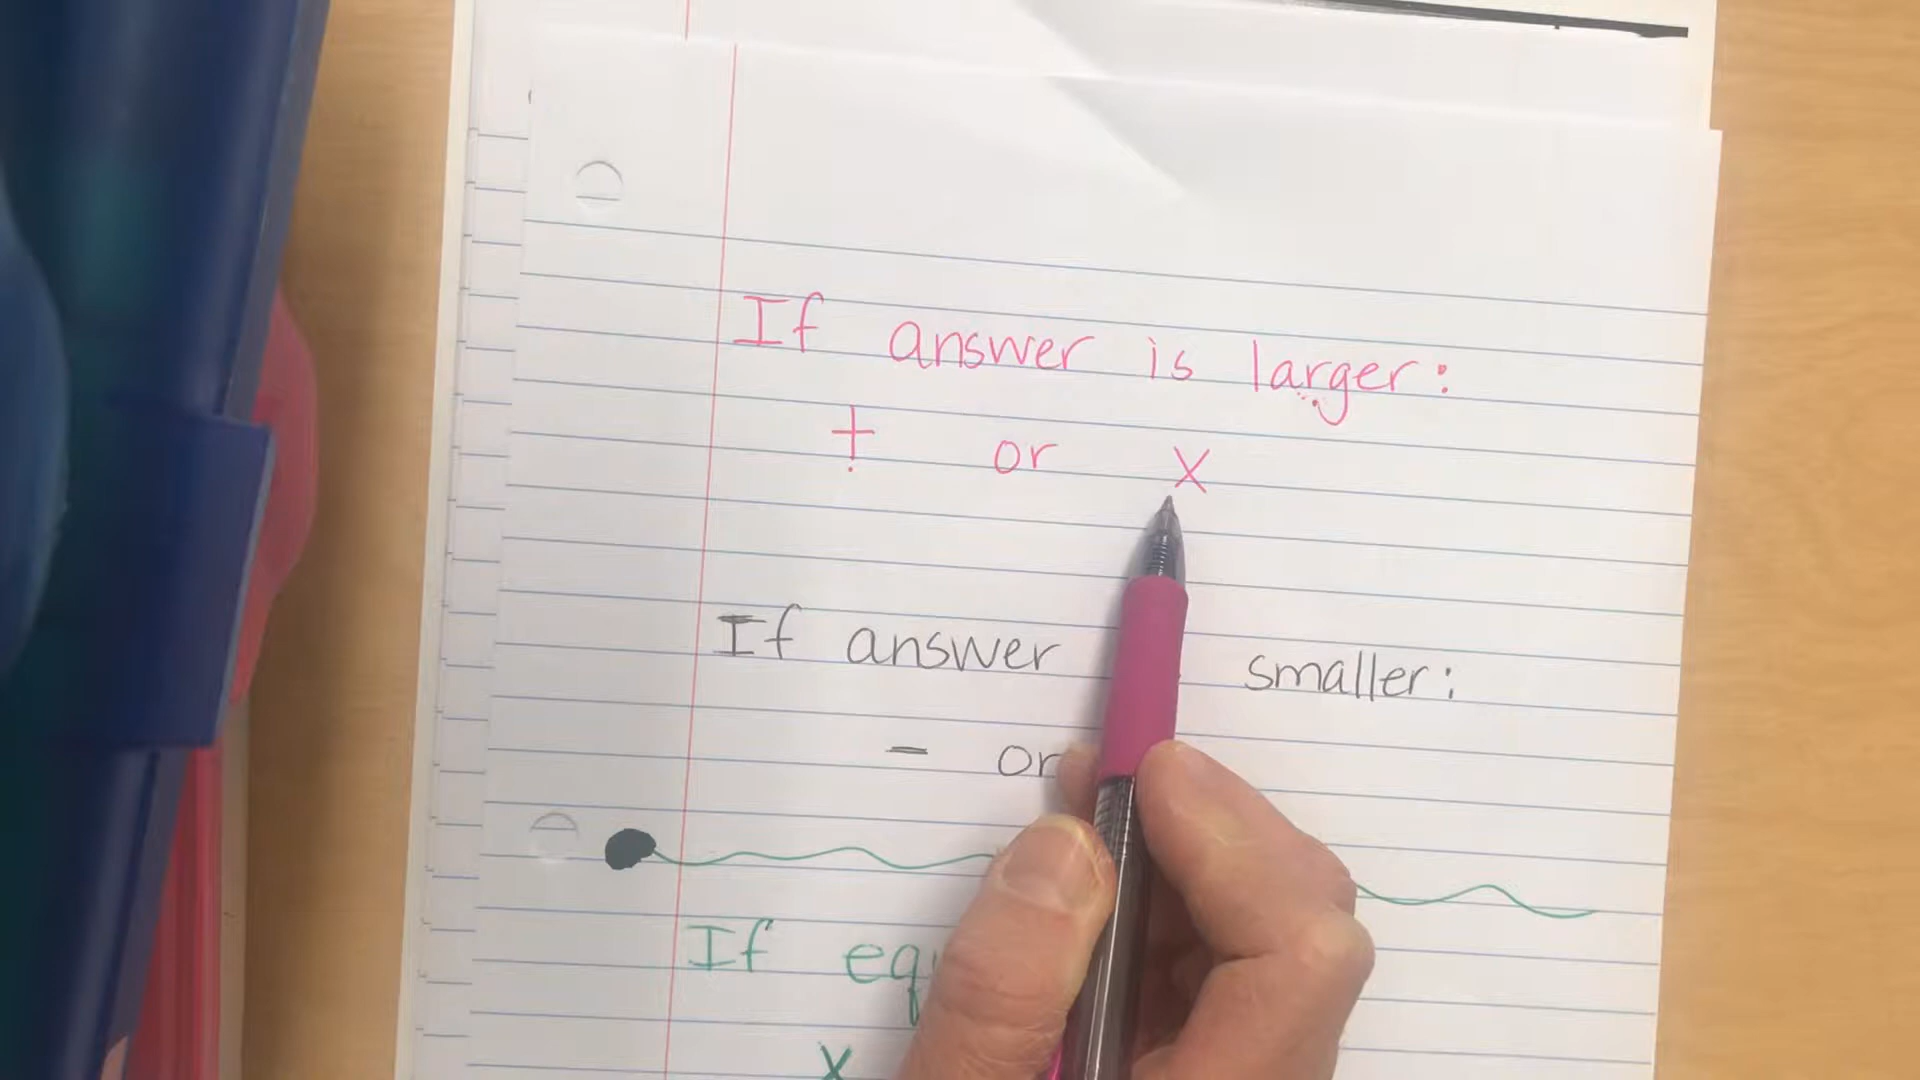 If answer is larger:
+ or x
If answer smaller:
- or
If
x